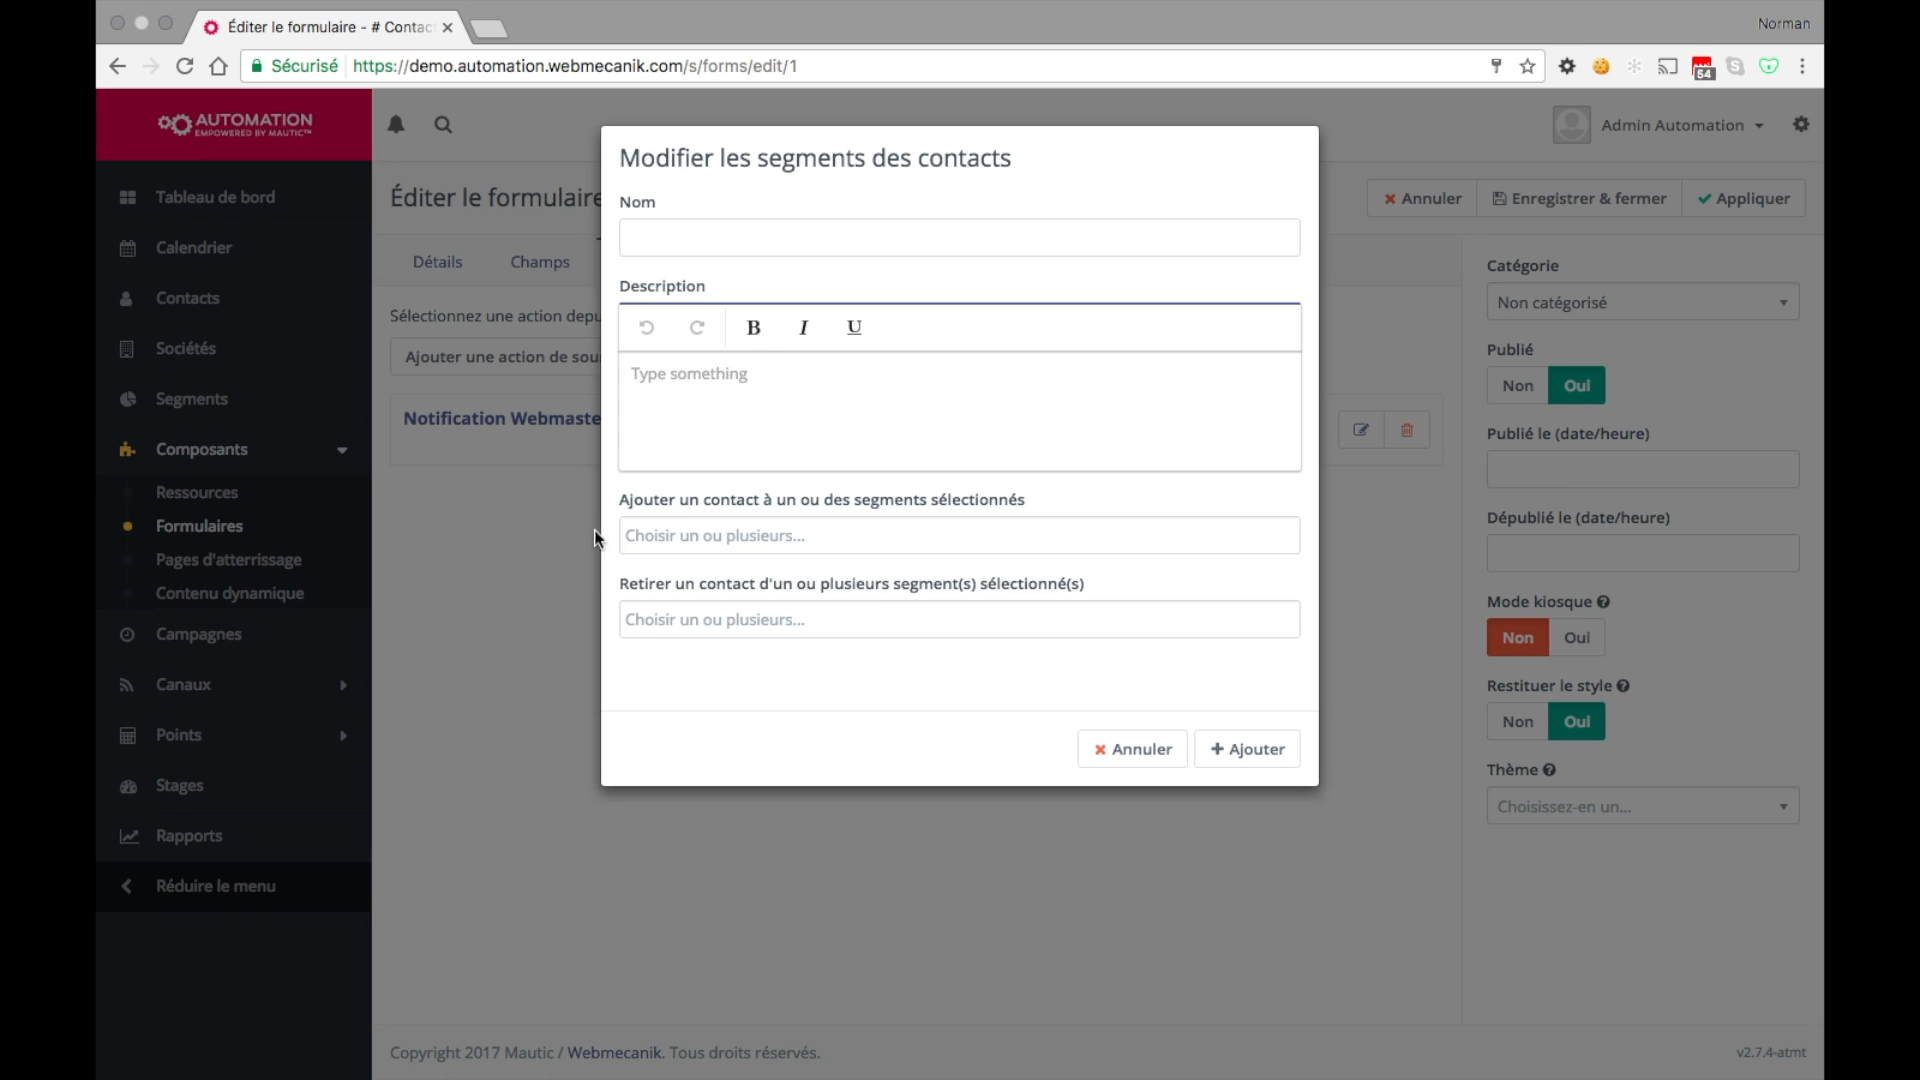 Éditer le formulaire - # Contac
Norman
Sécurisé
https://demo.automation.webmecanik.com/s/forms/edit/1
54
AUTOMATION
EMPOWERED BY MAUTIC™
Admin Automation
Tableau de bord
Calendrier
Contacts
Sociétés
Segments
Composants
Ressources
Formulaires
Pages d'atterrissage
Contenu dynamique
Campagnes
Canaux
Points
Stages
Rapports
Réduire le menu
Éditer le formulaire
Annuler
Enregistrer & fermer
Appliquer
Détails
Champs
Sélectionnez une action depu
Ajouter une action de sou
Notification Webmaste
Modifier les segments des contacts
Nom
Description
B I U
Type something
Ajouter un contact à un ou des segments sélectionnés
Choisir un ou plusieurs...
Retirer un contact d'un ou plusieurs segment(s) sélectionné(s)
Choisir un ou plusieurs...
Annuler
Ajouter
Catégorie
Non catégorisé
Publié
Non Oui
Publié le (date/heure)
Dépublié le (date/heure)
Mode kiosque
Non Oui
Restituer le style
Non Oui
Thème
Choisissez-en un...
Copyright 2017 Mautic / Webmecanik. Tous droits réservés.
v2.7.4-atmt